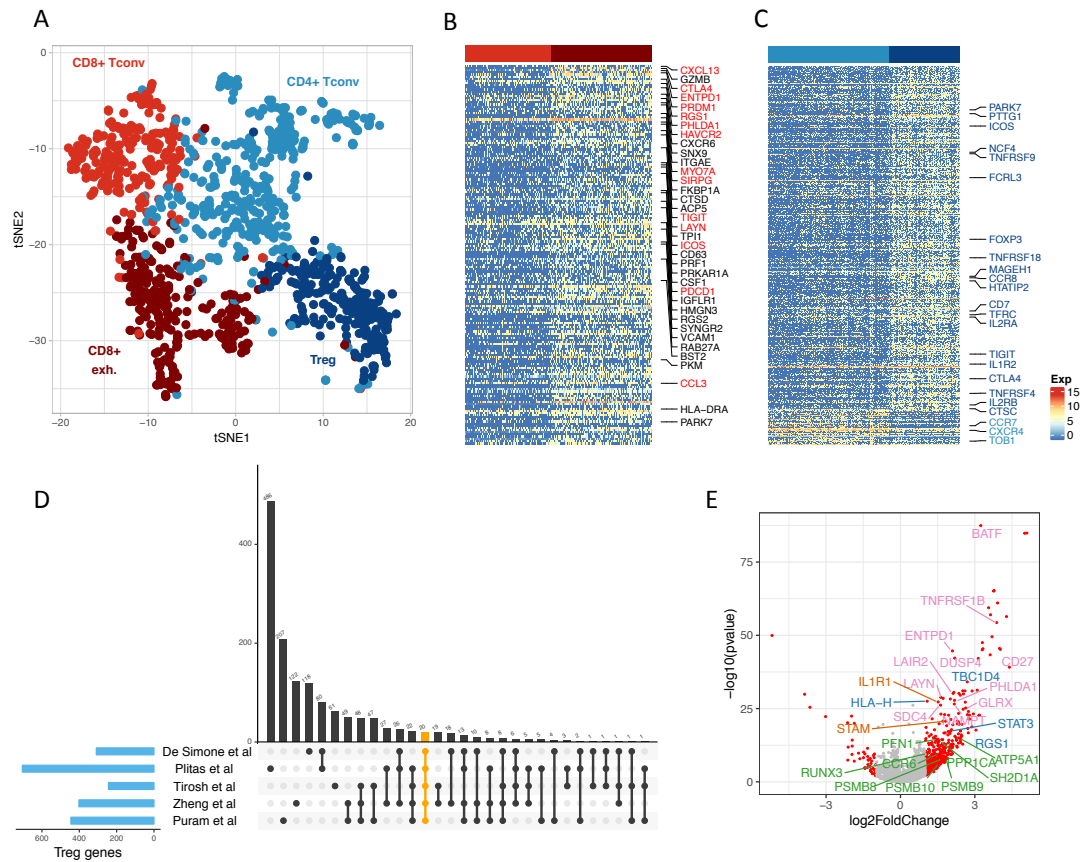 A
CD8+ Tconv
CD4+ Tconv
CD8+
exh.
Treg
0
−10
−20
−30
tSNE2
−20
−10
0
10
20
tSNE1
B
CXCL13
GZMB
CTLA4
ENTPD1
PRDM1
RGS1
PHLDA1
HAVCR2
CXCR6
SNX9
ITGAE
MYO7A
SIRPG
FKBP1A
CTSD
ACP5
TIGIT
LAYN
TPI1
ICOS
CD63
PRF1
PRKAR1A
CSF1
PDCD1
IGFLR1
HMGN3
RGS2
SYNGR2
VCAM1
RAB27A
BST2
PKM
CCL3
HLA−DRA
PARK7
C
PARK7
PTTG1
ICOS
NCF4
TNFRSF9
FCRL3
FOXP3
TNFRSF18
MAGEH1
CCR8
HTATIP2
CD7
TFRC
IL2RA
TIGIT
IL1R2
CTLA4
TNFRSF4
IL2RB
CTSC
CCR7
CXCR4
TOB1
Exp
15
10
5
0
D
400
200
0
De Simone et al
Plitas et al
Tirosh et al
Zheng et al
Puram et al
600
400
200
0
Treg genes
E
BATF
TNFRSF1B
ENTPD1
LAIR2
DUSP4
CD27
TBC1D4
IL1R1
LAYN
PHLDA1
HLA−H
GLRX
SDC4
STAM
STAT3
PFN1
RGS1
CCR6
PPP1CA
ATP5A1
RUNX3
SH2D1A
PSMB8
PSMB10
PSMB9
75
50
25
0
−log10(pvalue)
−3
0
3
log2FoldChange